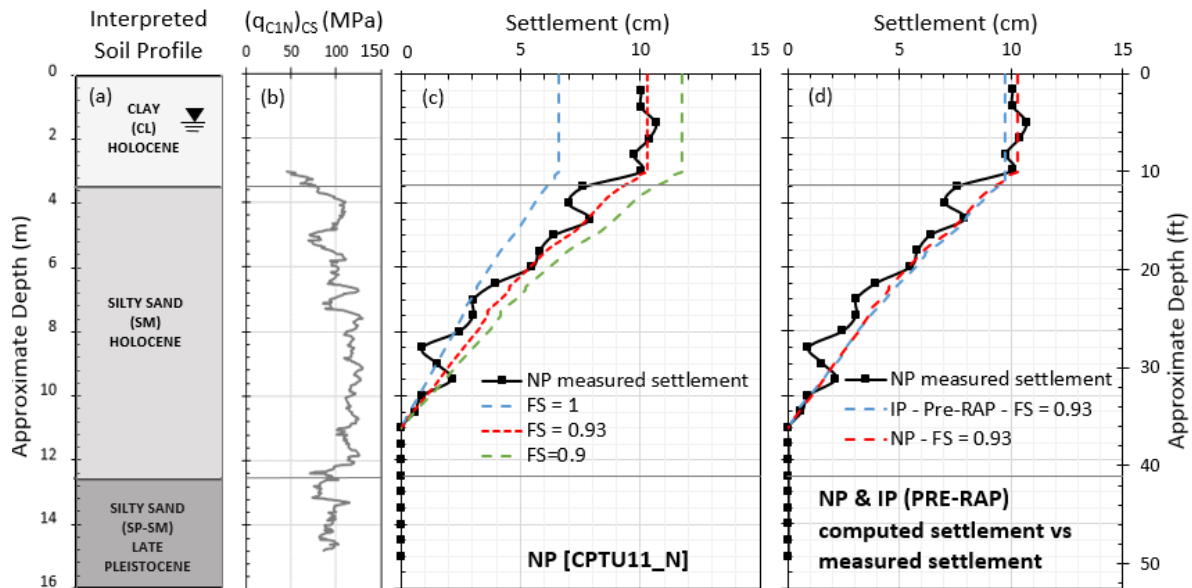 Interpreted
Soil Profile
(qC1N)CS (MPa)
0 50 100 150
Settlement (cm)
0 5 10 15
Settlement (cm)
0 5 10 15
Approximate Depth (m)
0
2
4
6
8
10
12
14
16
(a)
CLAY
(CL)
HOLOCENE
SILTY SAND
(SM)
HOLOCENE
SILTY SAND
(SP-SM)
LATE
PLEISTOCENE
(b)
(c)
NP measured settlement
FS = 1
FS = 0.93
FS=0.9
NP [CPTU11_N]
(d)
NP measured settlement
IP - Pre-RAP - FS = 0.93
NP - FS = 0.93
NP & IP (PRE-RAP)
computed settlement vs
measured settlement
0
10
20
30
40
50
Approximate Depth (ft)